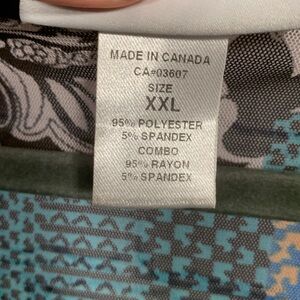 MADE IN CANADA
CA#03607
SIZE
XXL
95% POLYESTER
5% SPANDEX
COMBO
95% RAYON
5% SPANDEX